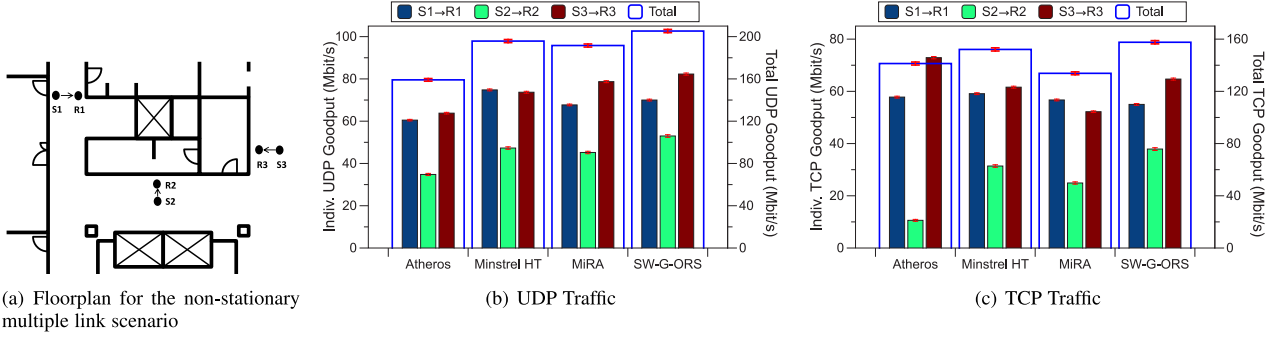 S1 R1
R3 S3
R2
S2
(a) Floorplan for the non-stationary
multiple link scenario
S1→R1 S2→R2 S3→R3 Total
Indiv. UDP Goodput (Mbit/s)
100
80
60
40
20
0
200
160
120
80
40
0
Total UDP Goodput (Mbit/s)
Atheros Minstrel HT MiRA SW-G-ORS
(b) UDP Traffic
S1→R1 S2→R2 S3→R3 Total
Indiv. TCP Goodput (Mbit/s)
80
60
40
20
0
160
120
80
40
0
Total TCP Goodput (Mbit/s)
Atheros Minstrel HT MiRA SW-G-ORS
(c) TCP Traffic